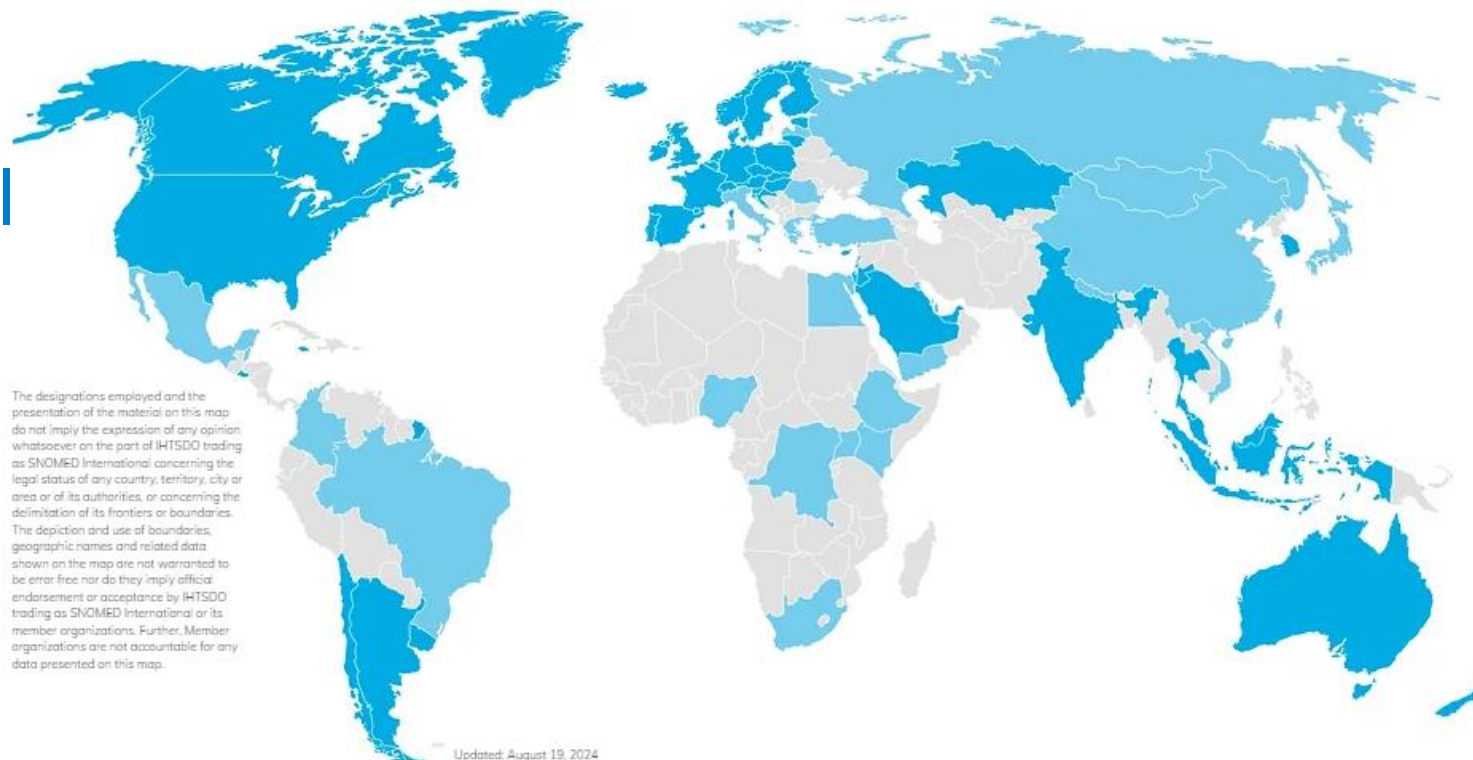 The designations employed and the
presentation of the material on this map
do not imply the expression of any opinion
whatsoever on the part of IHTSDO trading
as SNOMED International concerning the
legal status of any country, territory, city or
area or of its authorities, or concerning the
delimitation of its frontiers or boundaries.
The depiction and use of boundaries,
geographic names and related data
shown on the map are not warranted to
be error free nor do they imply official
endorsement or acceptance by IHTSDO
trading as SNOMED International or its
member organizations. Further, Member
organizations are not accountable for any
data presented on this map.
Updated: August 19, 2024